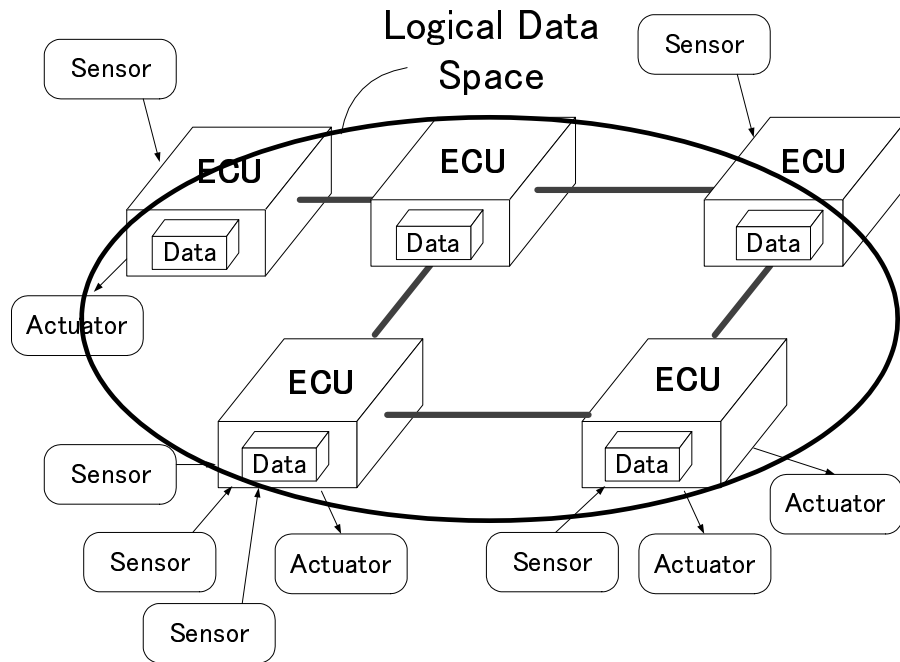 Logical Data
Space
Sensor
Sensor
ECU
ECU
ECU
Data
Data
Data
Actuator
ECU
ECU
Data
Data
Sensor
Actuator
Sensor
Actuator
Sensor
Actuator
Sensor